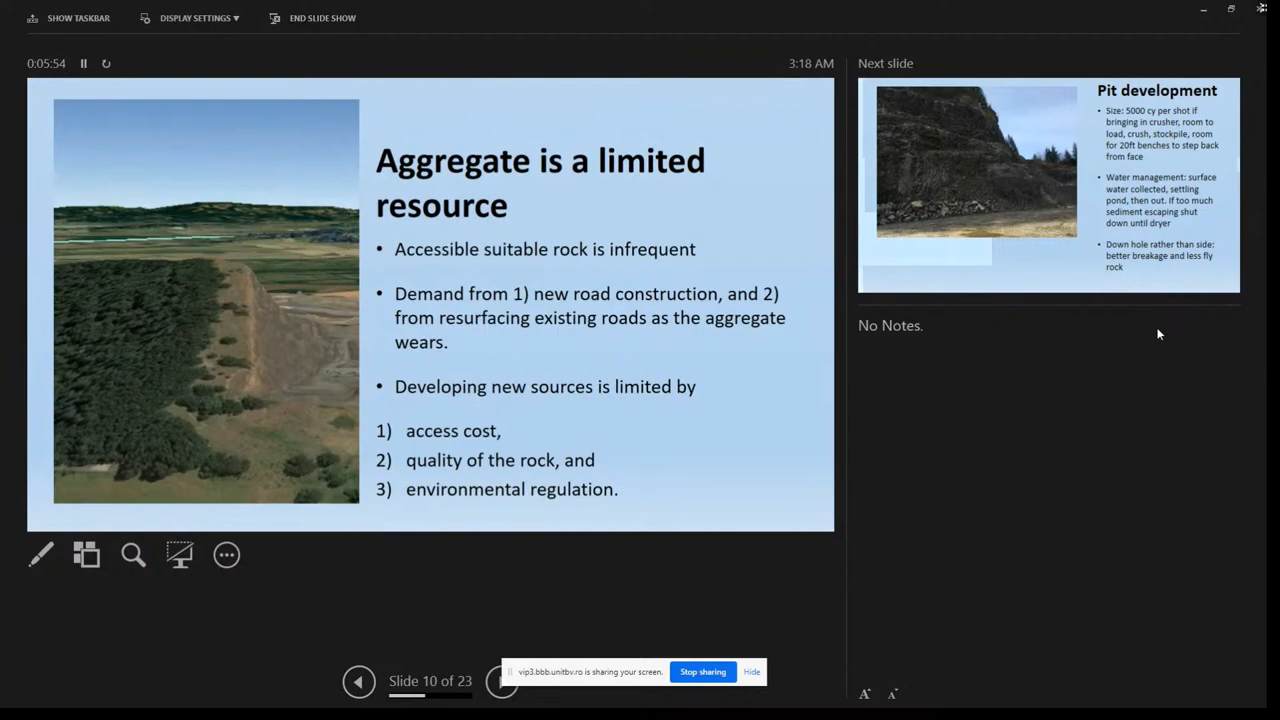 SHOW TASKBAR
DISPLAY SETTINGS ▼
END SLIDE SHOW
0:05:54
3:18 AM
Aggregate is a limited
resource
• Accessible suitable rock is infrequent
• Demand from 1) new road construction, and 2)
from resurfacing existing roads as the aggregate
wears.
• Developing new sources is limited by
1) access cost,
2) quality of the rock, and
3) environmental regulation.
Next slide
Pit development
• Size: 5000 cy per shot if
bringing in crusher, room to
load, crush, stockpile, room
for 20ft benches to step back
from face
• Water management: surface
water collected, settling
pond, then out. If too much
sediment escaping shut
down until dryer
• Down hole rather than side:
better breakage and less fly
rock
No Notes.
Slide 10 of 23
vip3.bbb.unitbv.ro is sharing your screen.
Stop sharing
Hide
A
A